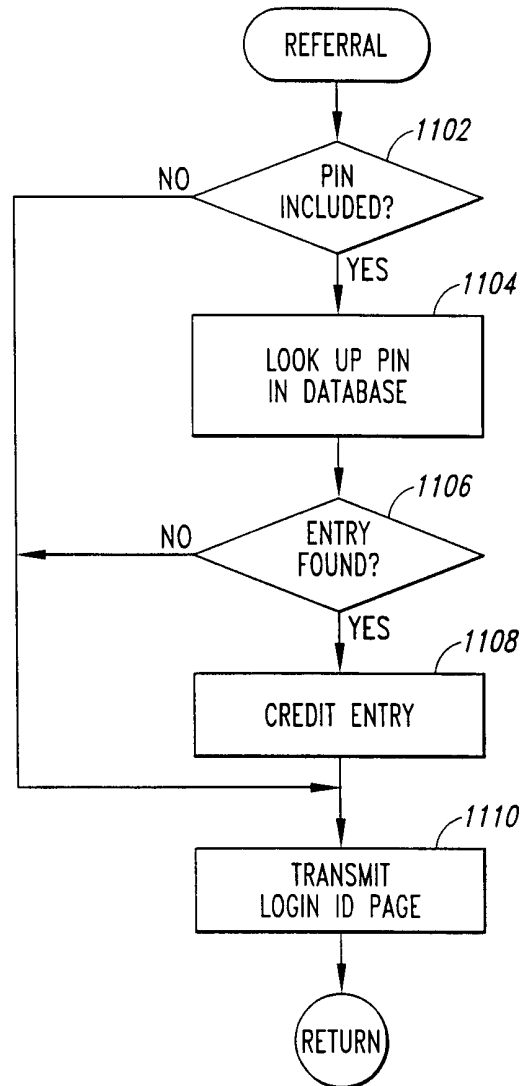 REFERRAL
1102
NO
PIN
INCLUDED?
YES
1104
LOOK UP PIN
IN DATABASE
1106
NO
ENTRY
FOUND?
YES
1108
CREDIT ENTRY
1110
TRANSMIT
LOGIN ID PAGE
RETURN